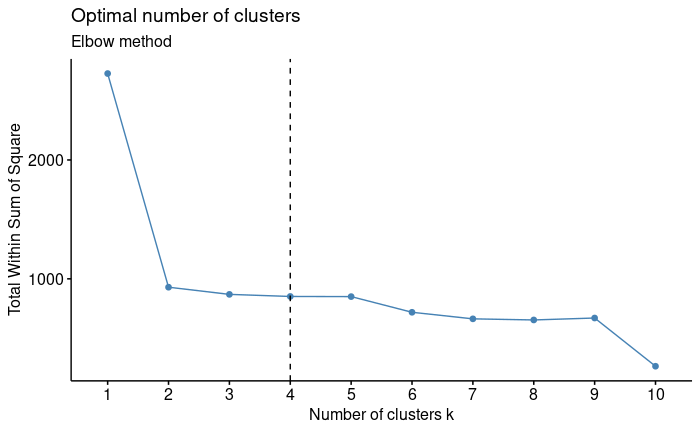 Optimal number of clusters
Elbow method
Total Within Sum of Square
2000
1000
1 2 3 4 5 6 7 8 9 10
Number of clusters k